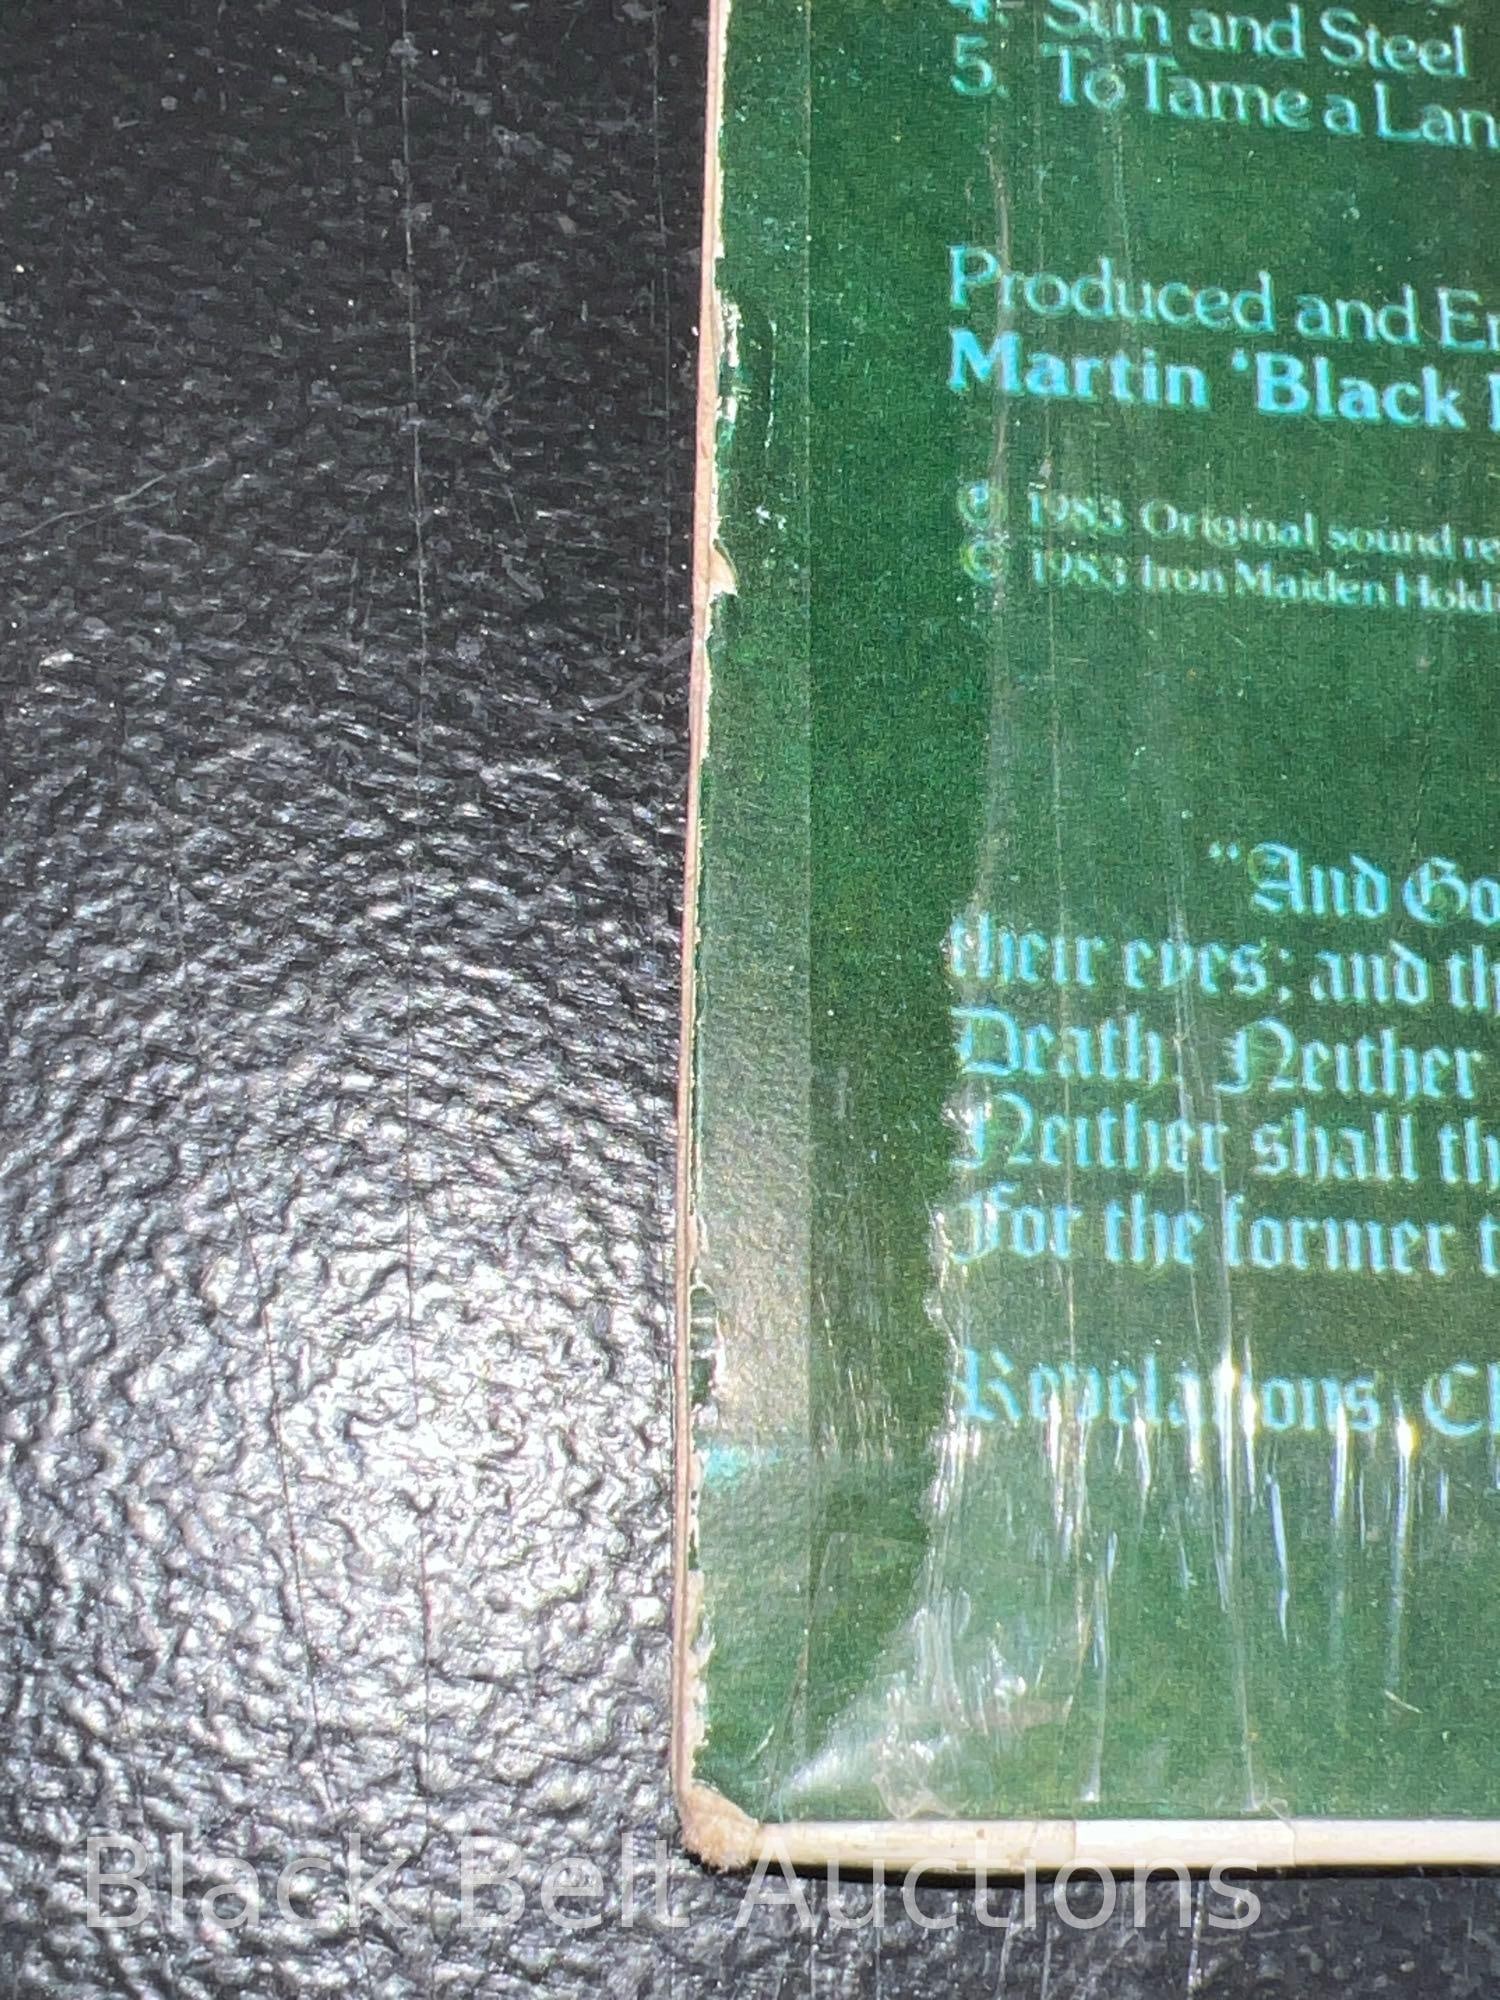 4. Sun and Steel
5. To Tame a Lan
Produced and En
Martin 'Black
℗ 1983 Original sound re
© 1983 Iron Maiden Holdi
"And Go
their eyes; and th
Death. Neither
Neither shall th
For the former t
Revelations, Ch
Black Belt Auctions